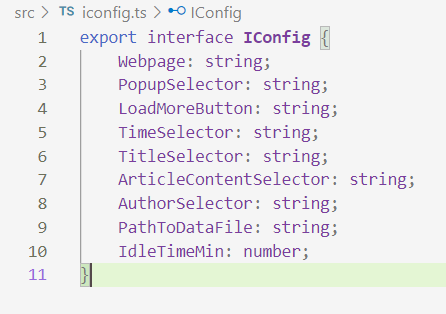 src > TS iconfig.ts > IConfig
1 export interface IConfig {
2     Webpage: string;
3     PopupSelector: string;
4     LoadMoreButton: string;
5     TimeSelector: string;
6     TitleSelector: string;
7     ArticleContentSelector: string;
8     AuthorSelector: string;
9     PathToDataFile: string;
10     IdleTimeMin: number;
11 }